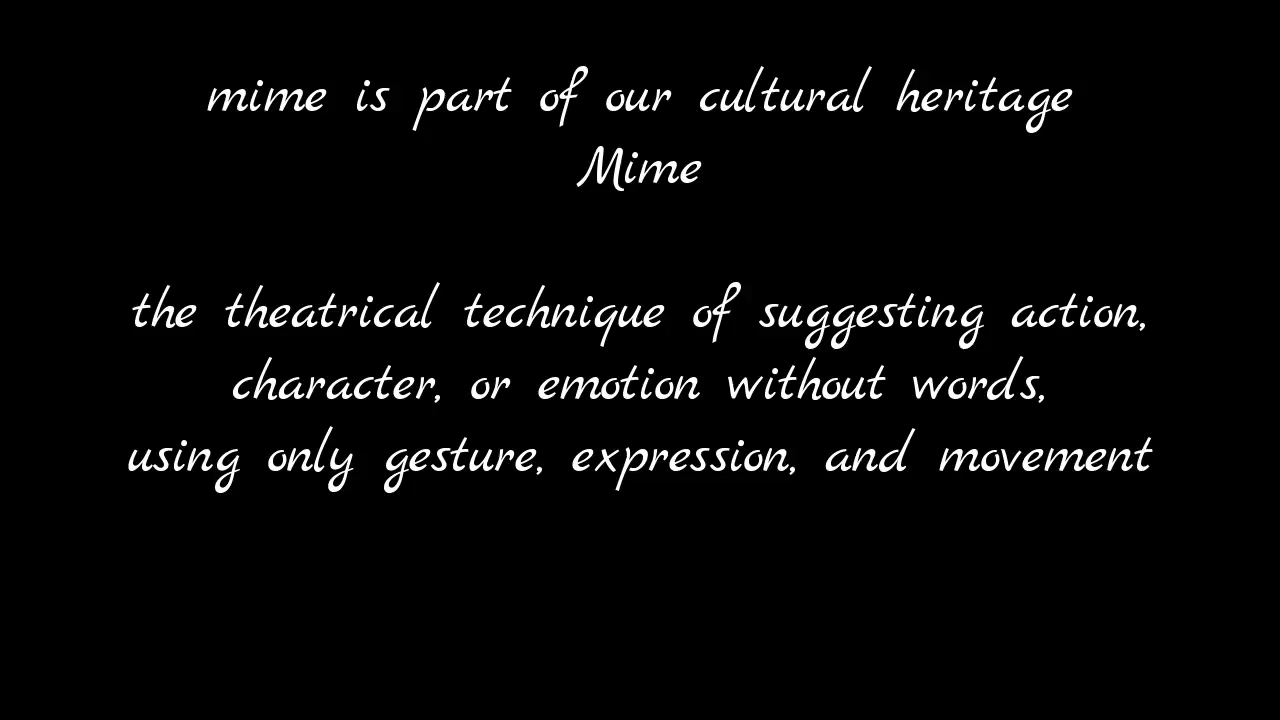 mime is part of our cultural heritage
Mime
the theatrical technique of suggesting action,
character, or emotion without words,
using only gesture, expression, and movement